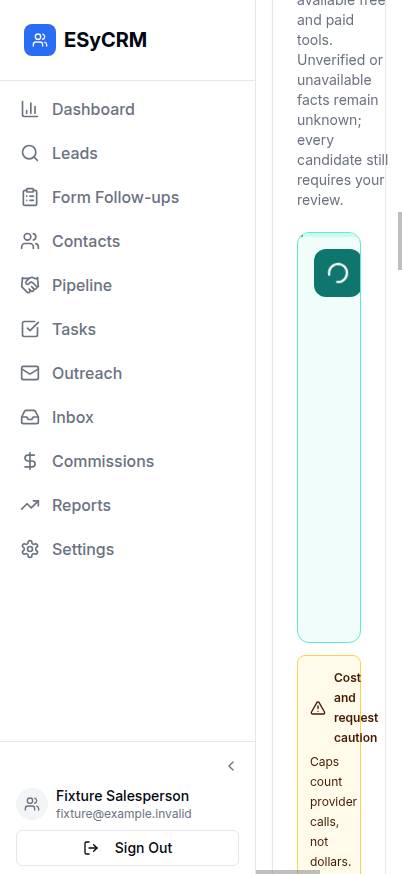 ESyCRM
Dashboard
Leads
Form Follow-ups
Contacts
Pipeline
Tasks
Outreach
Inbox
Commissions
Reports
Settings
Fixture Salesperson
fixture@example.invalid
Sign Out
available free
and paid
tools.
Unverified or
unavailable
facts remain
unknown;
every
candidate still
requires your
review.
Cost
and
request
caution
Caps
count
provider
calls,
not
dollars.